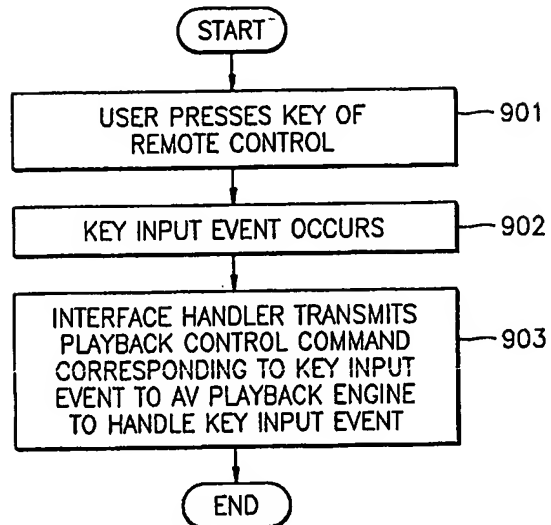 START
USER PRESSES KEY OF
REMOTE CONTROL
901
KEY INPUT EVENT OCCURS
902
INTERFACE HANDLER TRANSMITS
PLAYBACK CONTROL COMMAND
CORRESPONDING TO KEY INPUT
EVENT TO AV PLAYBACK ENGINE
TO HANDLE KEY INPUT EVENT
903
END